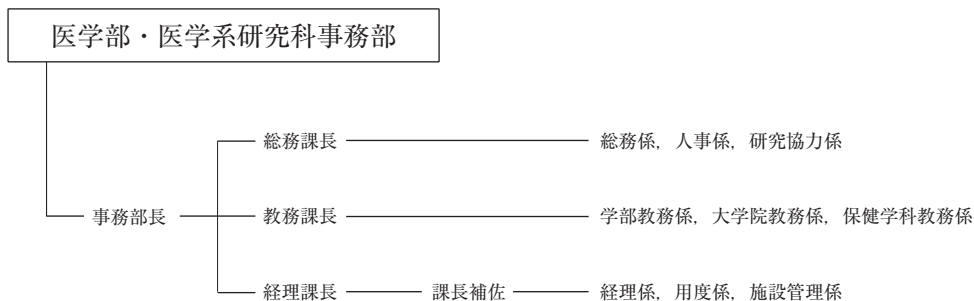 医学部・医学系研究科事務部
総務課長 総務係，人事係，研究協力係
事務部長 教務課長 学部教務係，大学院教務係，保健学科教務係
経理課長 課長補佐 経理係，用度係，施設管理係